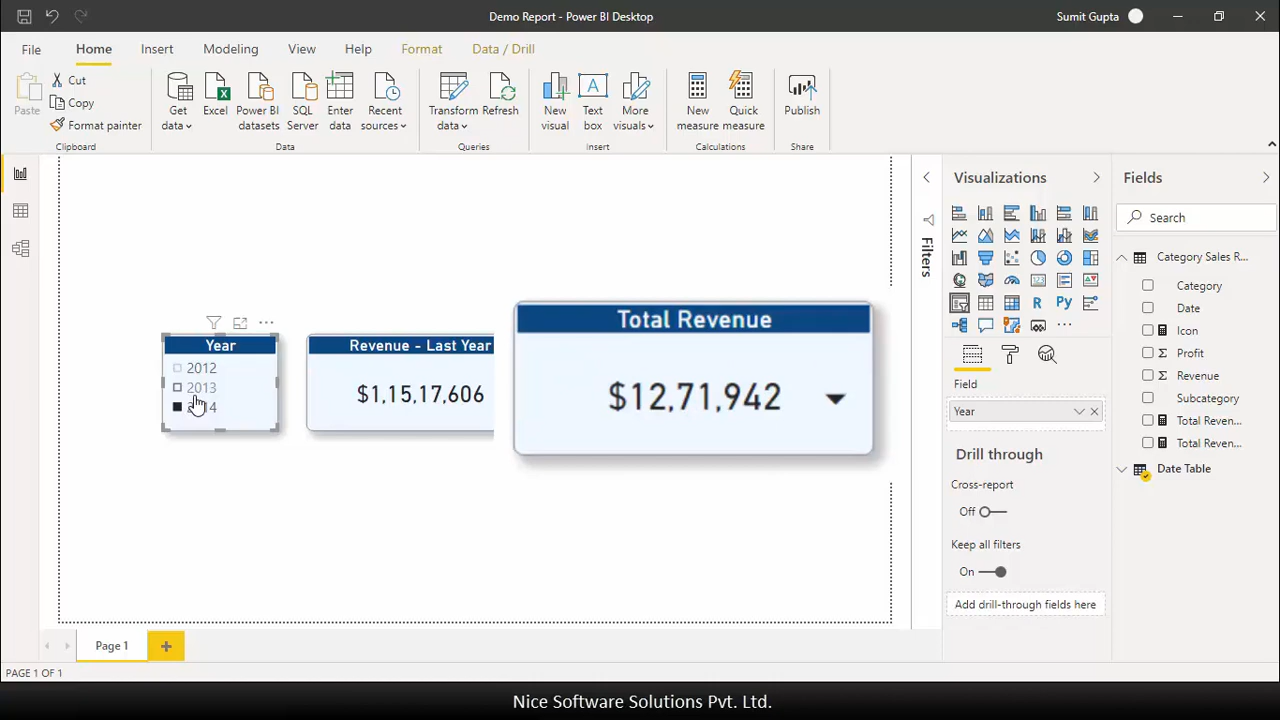 Demo Report - Power BI Desktop
Sumit Gupta
File
Home
Insert
Modeling
View
Help
Format
Data / Drill
Paste
Cut
Copy
Format painter
Clipboard
Get data
Excel
Power BI datasets
SQL Server
Enter data
Recent sources
Data
Transform data
Refresh
Queries
New visual
Text box
More visuals
Insert
New measure
Quick measure
Calculations
Publish
Share
Year
2012
2013
Revenue - Last Year
$1,15,17,606
Total Revenue
$12,71,942
Filters
Visualizations
R
Py
Field
Year
Drill through
Cross-report
Off
Keep all filters
On
Add drill-through fields here
Fields
Search
Category Sales R...
Category
Date
Icon
Profit
Revenue
Subcategory
Total Reven...
Total Reven...
Date Table
Page 1
PAGE 1 OF 1
Nice Software Solutions Pvt. Ltd.